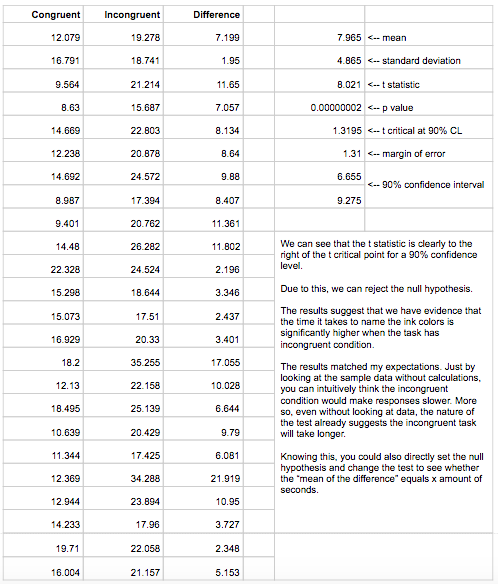 Congruent Incongruent Difference
12.079 19.278 7.199 7.965 <-- mean
16.791 18.741 1.95 4.865 <-- standard deviation
9.564 21.214 11.65 8.021 <-- t statistic
8.63 15.687 7.057 0.00000002 <-- p value
14.669 22.803 8.134 1.3195 <-- t critical at 90% CL
12.238 20.878 8.64 1.31 <-- margin of error
14.692 24.572 9.88 6.655
<-- 90% confidence interval
8.987 17.394 8.407 9.275
9.401 20.762 11.361
14.48 26.282 11.802
22.328 24.524 2.196
15.298 18.644 3.346
15.073 17.51 2.437
16.929 20.33 3.401
18.2 35.255 17.055
12.13 22.158 10.028
18.495 25.139 6.644
10.639 20.429 9.79
11.344 17.425 6.081
12.369 34.288 21.919
12.944 23.894 10.95
14.233 17.96 3.727
19.71 22.058 2.348
16.004 21.157 5.153
We can see that the t statistic is clearly to the
right of the t critical point for a 90% confidence
level.
Due to this, we can reject the null hypothesis.
The results suggest that we have evidence that
the time it takes to name the ink colors is
significantly higher when the task has
incongruent condition.
The results matched my expectations. Just by
looking at the sample data without calculations,
you can intuitively think the incongruent
condition would make responses slower. More
so, even without looking at data, the nature of
the test already suggests the incongruent task
will take longer.
Knowing this, you could also directly set the null
hypothesis and change the test to see whether
the "mean of the difference" equals x amount of
seconds.